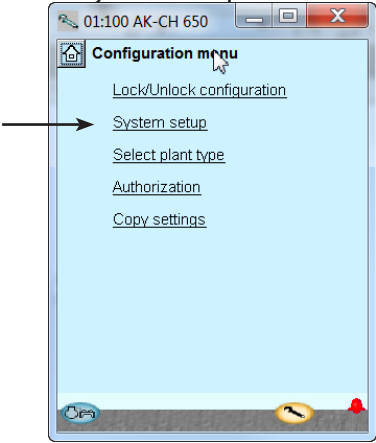 01:100 AK-CH 650
Configuration menu
Lock/Unlock configuration
System setup
Select plant type
Authorization
Copy settings